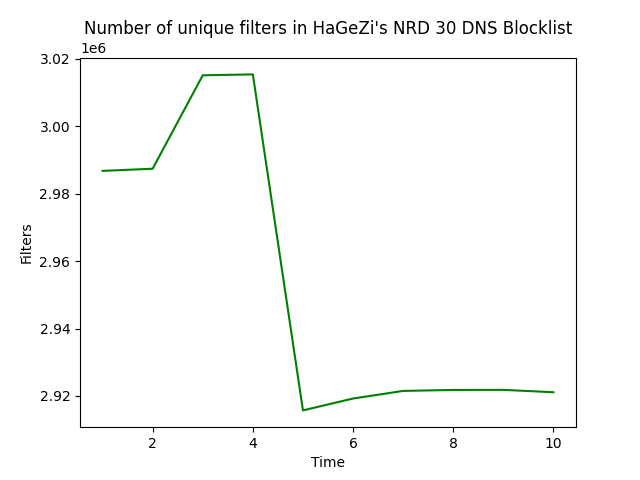 Number of unique filters in HaGeZi's NRD 30 DNS Blocklist
1e6
3.02
3.00
2.98
2.96
2.94
2.92
Filters
2 4 6 8 10
Time